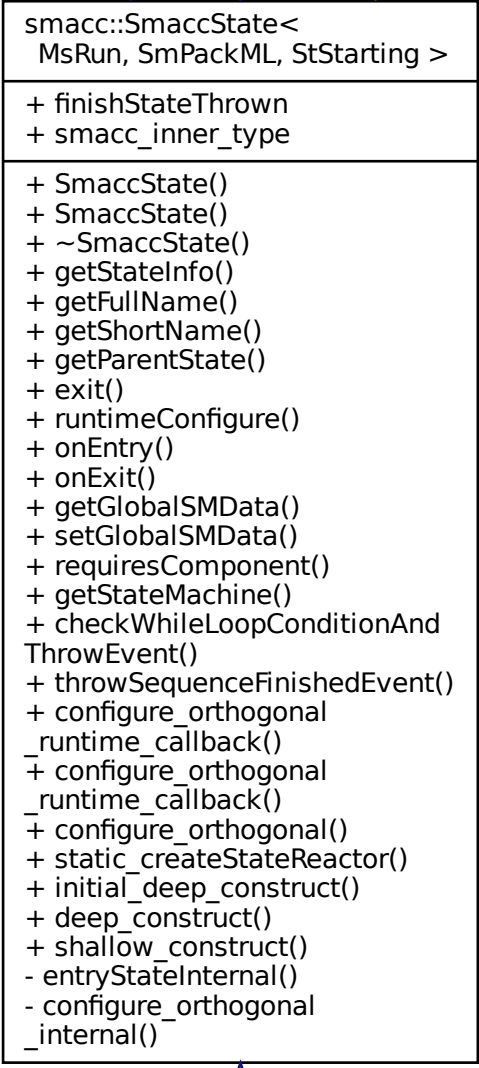 smacc::SmaccState<
MsRun, SmPackML, StStarting >
+ finishStateThrown
+ smacc_inner_type
+ SmaccState()
+ SmaccState()
+ ~SmaccState()
+ getStateInfo()
+ getFullName()
+ getShortName()
+ getParentState()
+ exit()
+ runtimeConfigure()
+ onEntry()
+ onExit()
+ getGlobalSMData()
+ setGlobalSMData()
+ requiresComponent()
+ getStateMachine()
+ checkWhileLoopConditionAnd
ThrowEvent()
+ throwSequenceFinishedEvent()
+ configure_orthogonal
_runtime_callback()
+ configure_orthogonal
_runtime_callback()
+ configure_orthogonal()
+ static_createStateReactor()
+ initial_deep_construct()
+ deep_construct()
+ shallow_construct()
- entryStateInternal()
- configure_orthogonal
_internal()